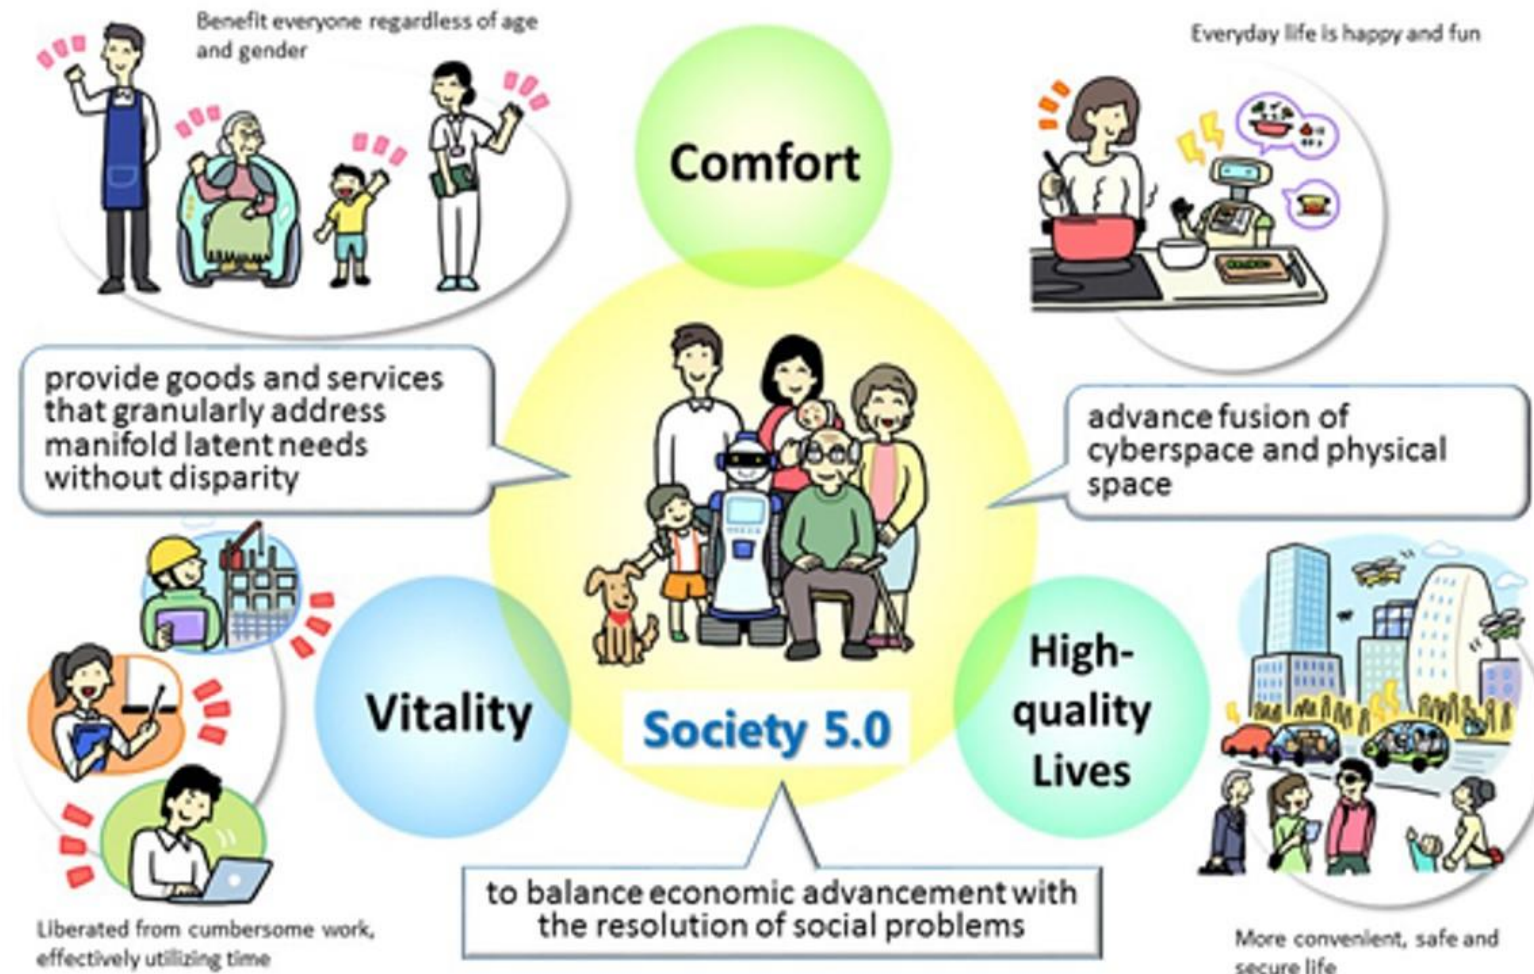 Benefit everyone regardless of age
and gender
Everyday life is happy and fun
Comfort
provide goods and services
that granularly address
manifold latent needs
without disparity
advance fusion of
cyberspace and physical
space
Vitality
Society 5.0
High-
quality
Lives
to balance economic advancement with
the resolution of social problems
Liberated from cumbersome work,
effectively utilizing time
More convenient, safe and
secure life